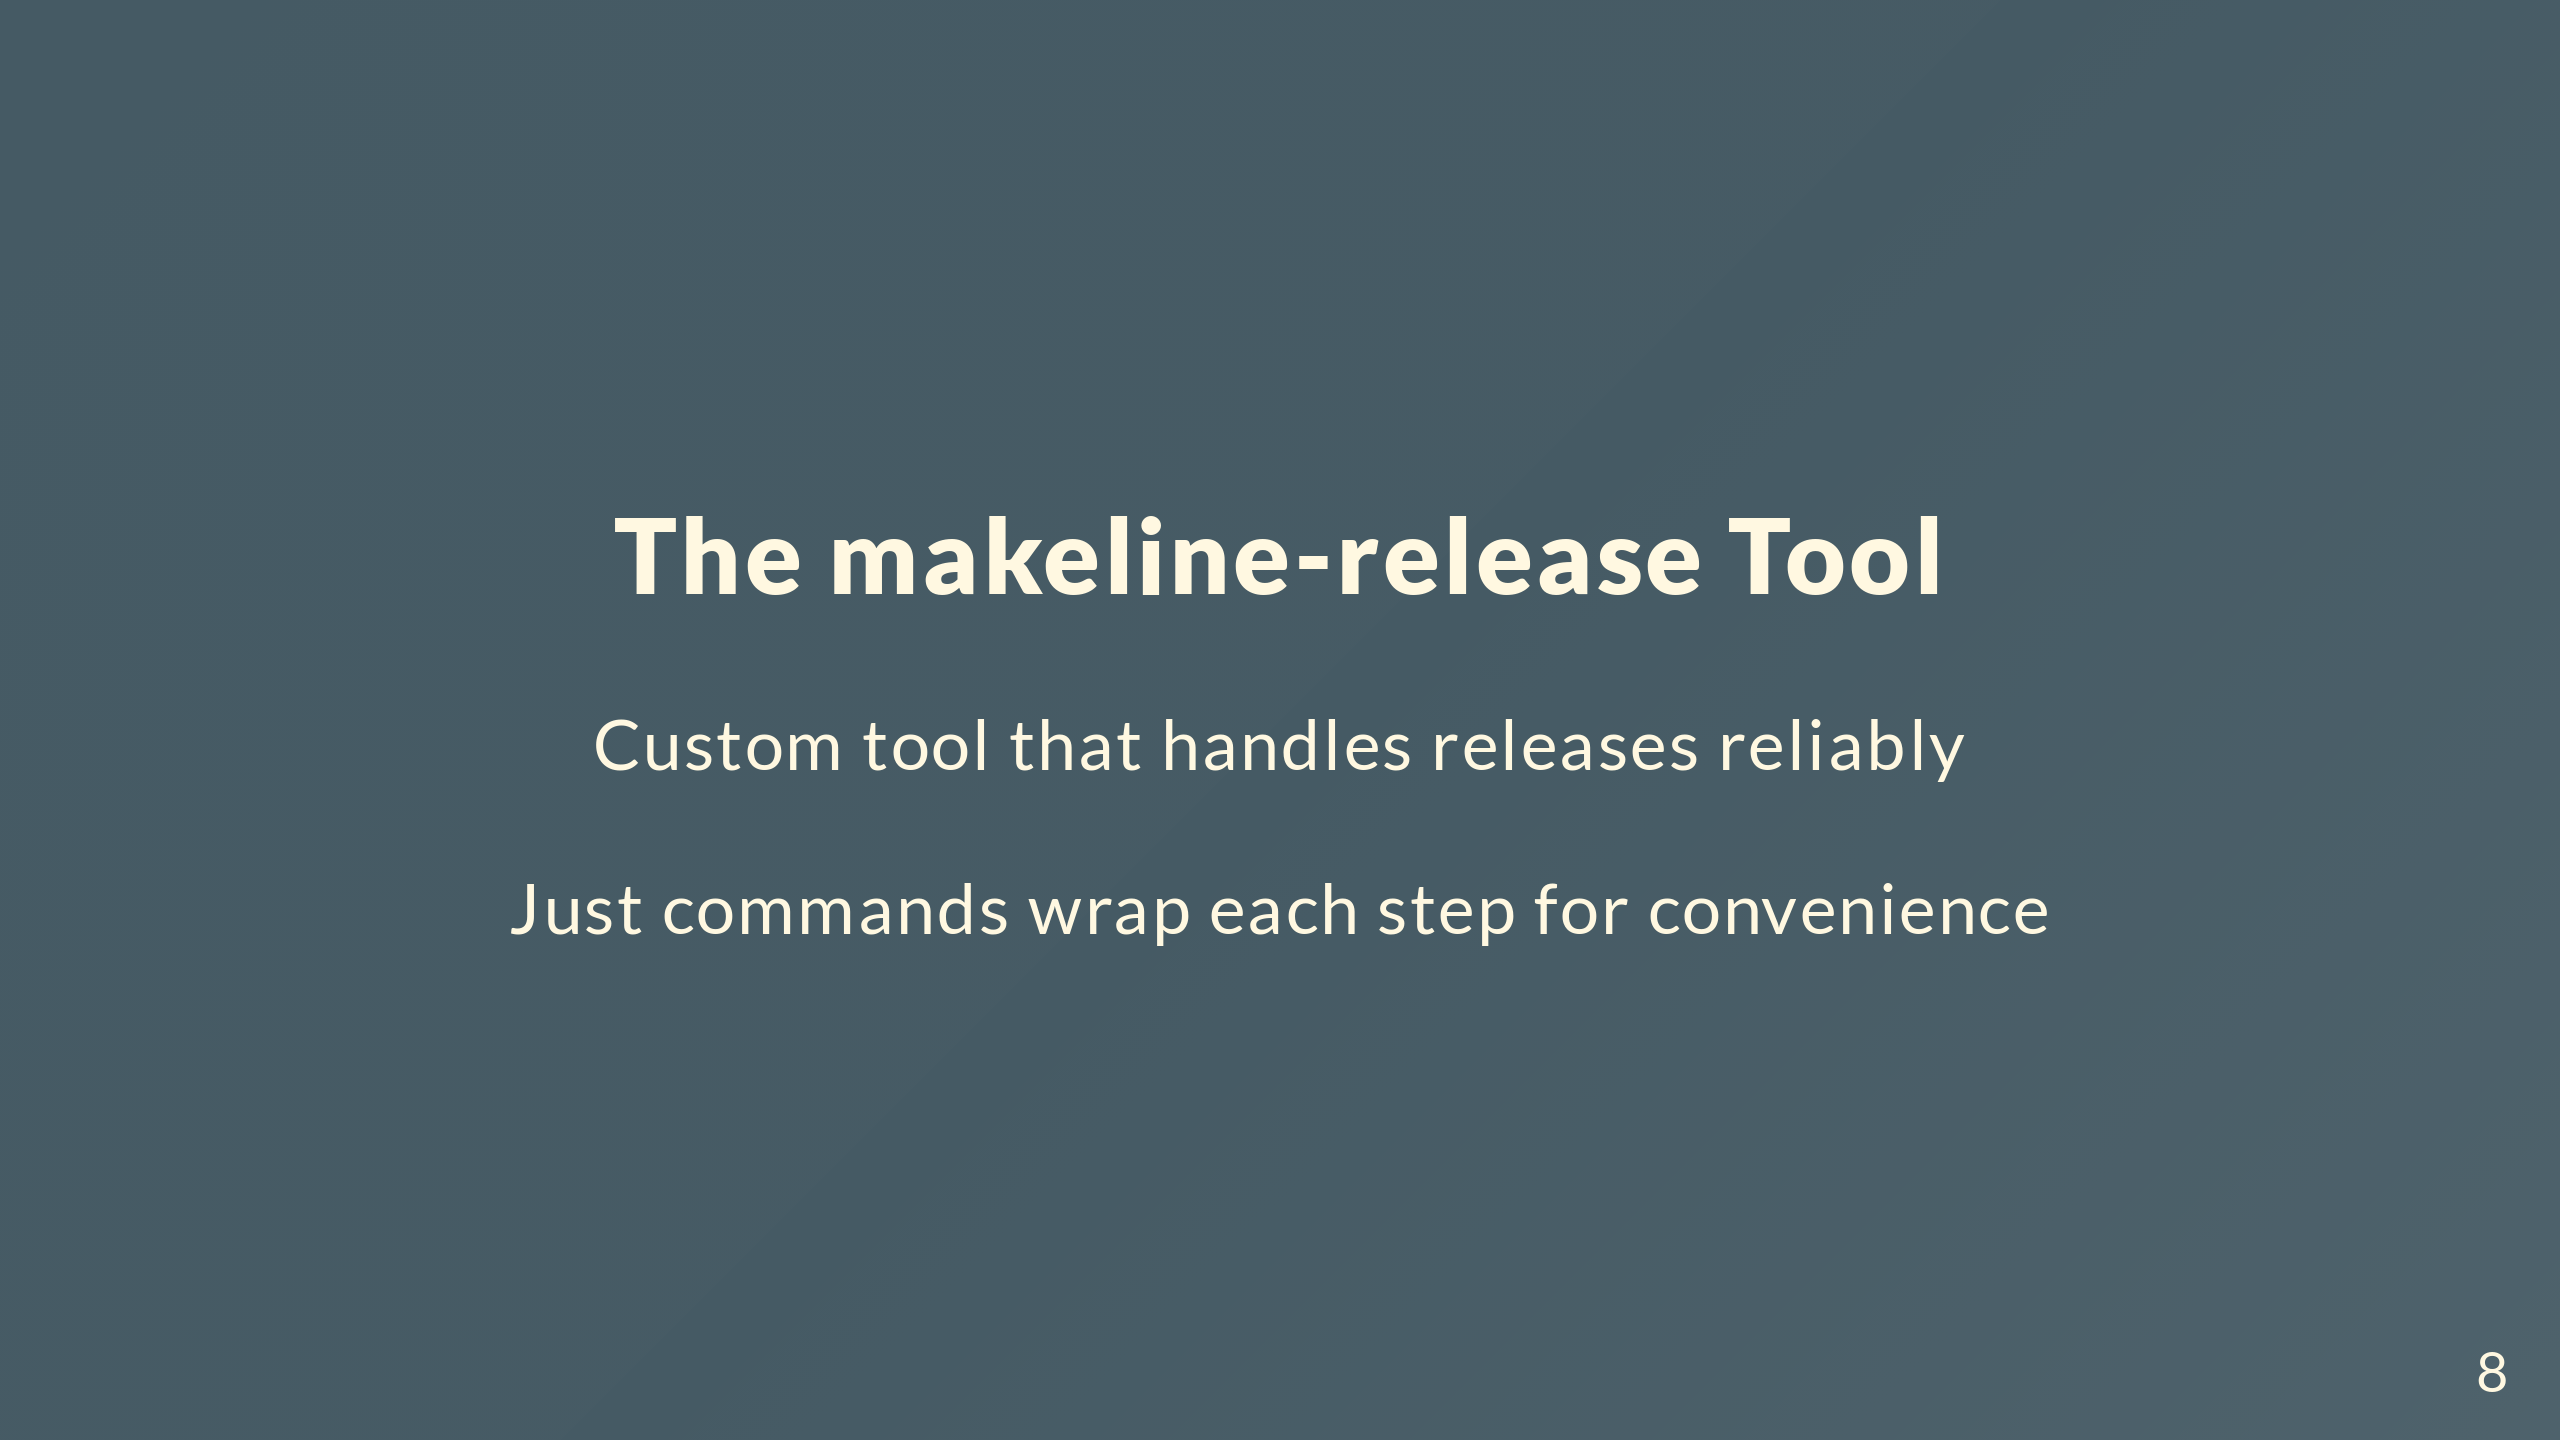 The makeline-release Tool
Custom tool that handles releases reliably
Just commands wrap each step for convenience
8